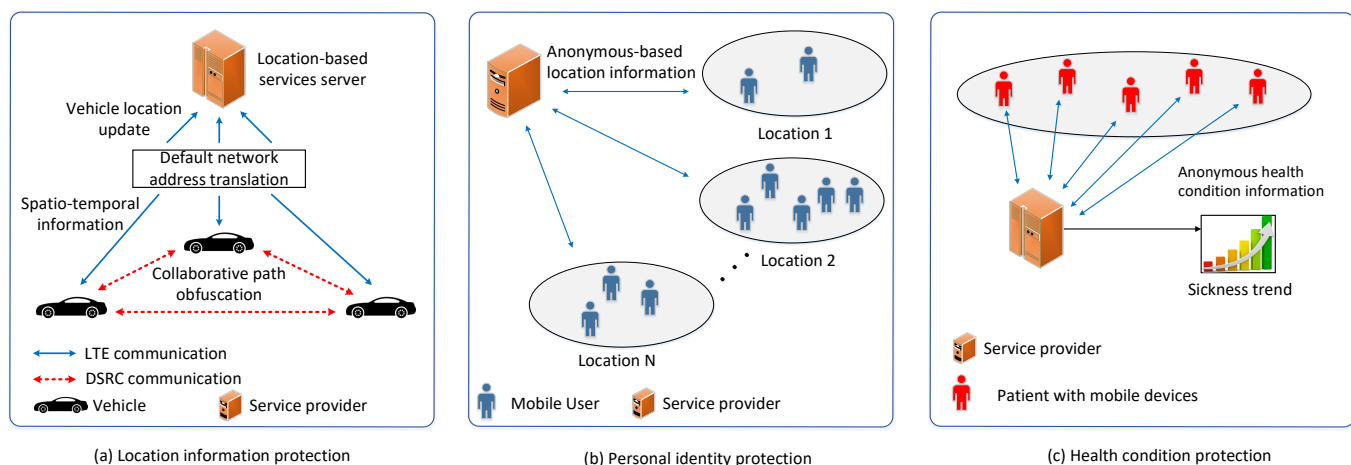 Location-based
services server
Vehicle location
update
Default network
address translation
Spatio-temporal
information
Collaborative path
obfuscation
LTE communication
DSRC communication
Vehicle
Service provider
(a) Location information protection
Anonymous-based
location information
Location 1
Location 2
Location N
Mobile User
Service provider
(b) Personal identity protection
Anonymous health
condition information
Sickness trend
Service provider
Patient with mobile devices
(c) Health condition protection